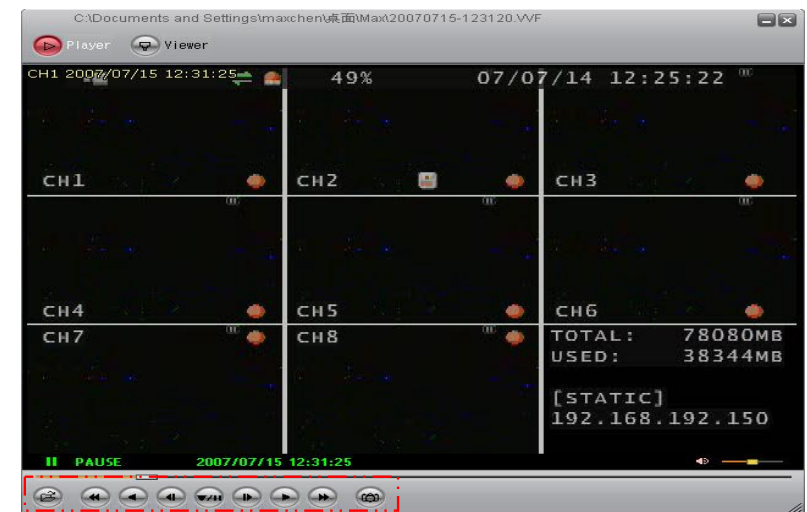 C:\Documents and Settings\maxchen\桌面\Max\20070715-123120.VVF
Player Viewer
CH1 2007/07/15 12:31:25 49% 07/07/14 12:25:22
CH1 CH2 CH3
CH4 CH5 CH6
CH7 CH8
TOTAL: 78080MB
USED: 38344MB
[STATIC]
192.168.192.150
PAUSE 2007/07/15 12:31:25